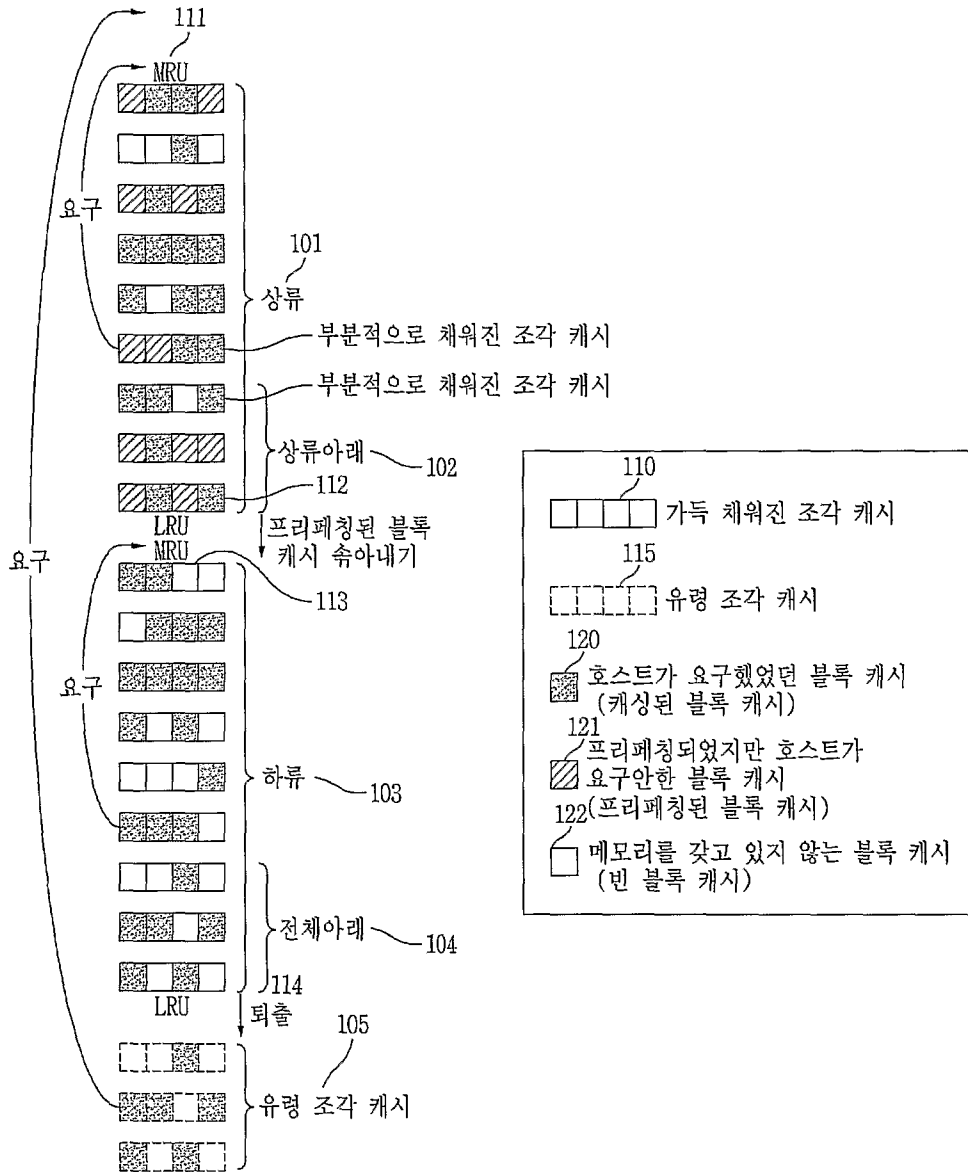 111
MRU
요구
101
상류
부분적으로 채워진 조각 캐시
부분적으로 채워진 조각 캐시
상류아래
102
112
LRU
프리페칭된 블록
캐시 솎아내기
MRU
요구
113
요구
하류
103
전체아래
104
114
LRU
퇴출
105
유령 조각 캐시
110
가득 채워진 조각 캐시
115
유령 조각 캐시
120
호스트가 요구했었던 블록 캐시
(캐싱된 블록 캐시)
121
프리페칭되었지만 호스트가
요구안한 블록 캐시
(프리페칭된 블록 캐시)
122
메모리를 갖고 있지 않는 블록 캐시
(빈 블록 캐시)